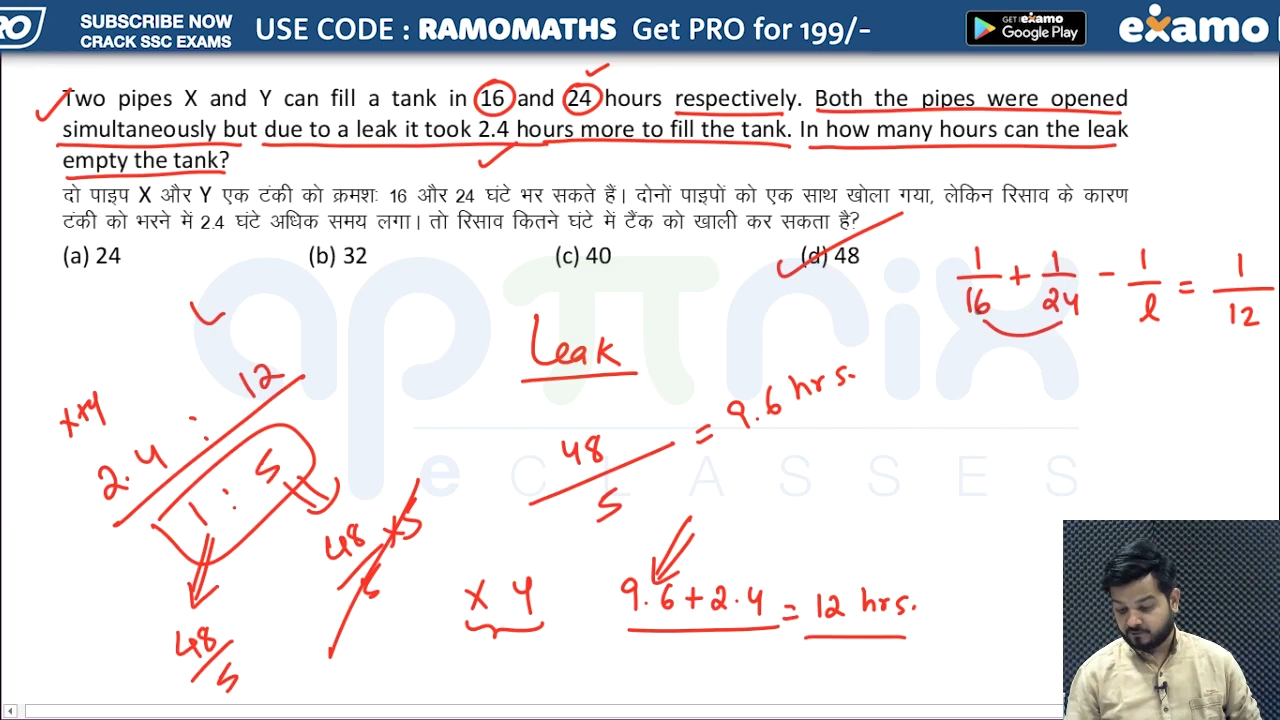 RO
SUBSCRIBE NOW
CRACK SSC EXAMS
USE CODE : RAMOMATHS Get PRO for 199/-
GET IT examo
Google Play
examo
Two pipes X and Y can fill a tank in 16 and 24 hours respectively. Both the pipes were opened
simultaneously but due to a leak it took 2.4 hours more to fill the tank. In how many hours can the leak
empty the tank?
दो पाइप X और Y एक टंकी को क्रमशः 16 और 24 घंटे भर सकते हैं। दोनों पाइपों को एक साथ खोला गया, लेकिन रिसाव के कारण
टंकी को भरने में 2.4 घंटे अधिक समय लगा। तो रिसाव कितने घंटे में टैंक को खाली कर सकता है?
(a) 24 (b) 32 (c) 40 (d) 48
1/16 + 1/24 - 1/l = 1/12
Leak
x+y
2.4 : 12
1 : 5
48/5 = 9.6 hrs.
48/5 x5
48/5
X Y
9.6 + 2.4 = 12 hrs.
aptrix
eCLASSES